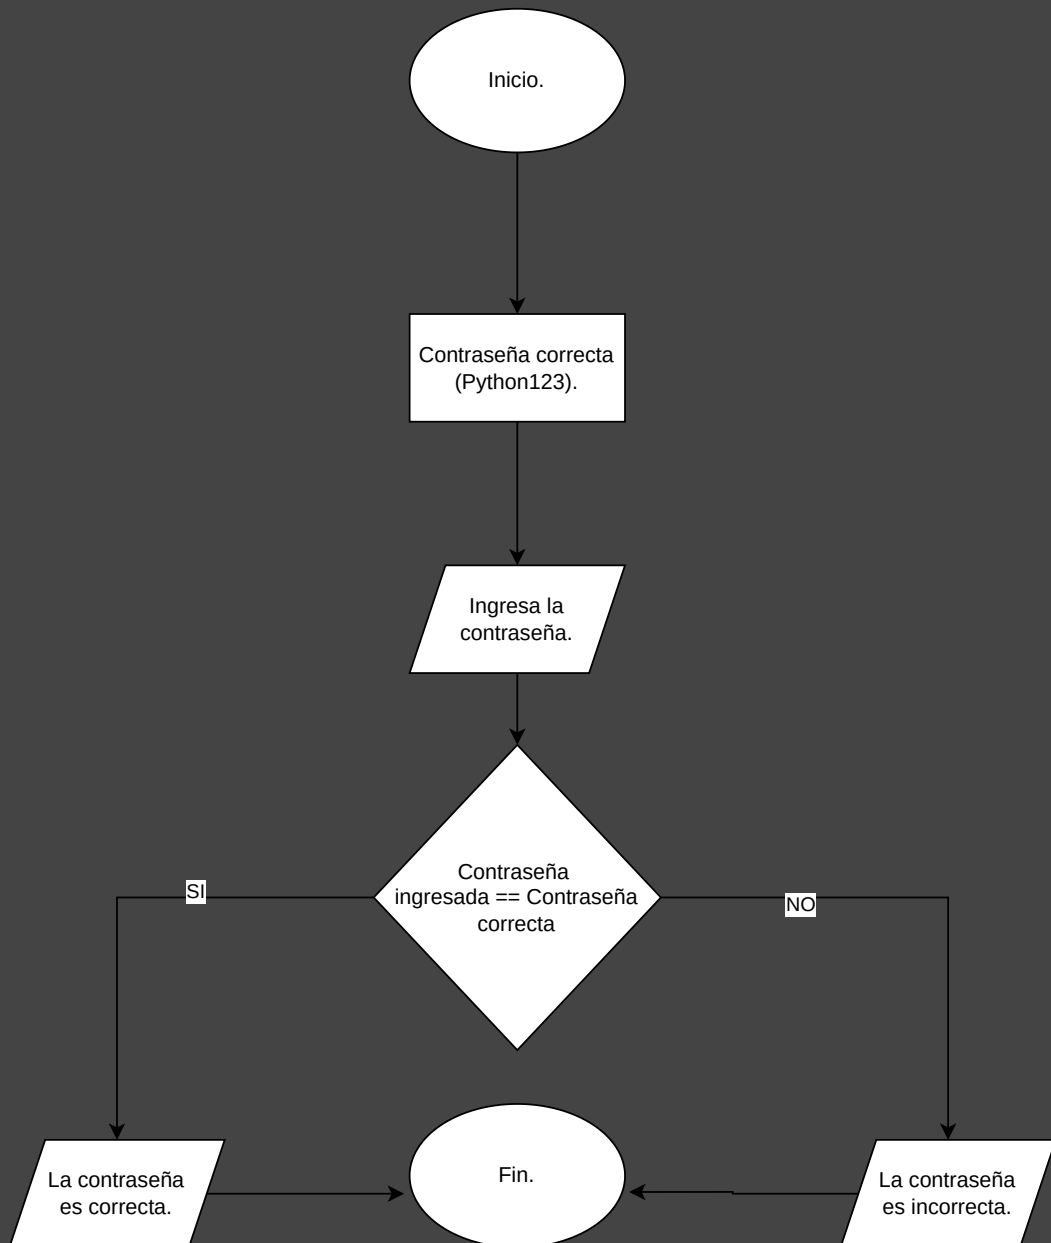 Inicio.
Contraseña correcta
(Python123).
Ingresa la
contraseña.
Contraseña
ingresada == Contraseña
correcta
SI
NO
La contraseña
es correcta.
Fin.
La contraseña
es incorrecta.